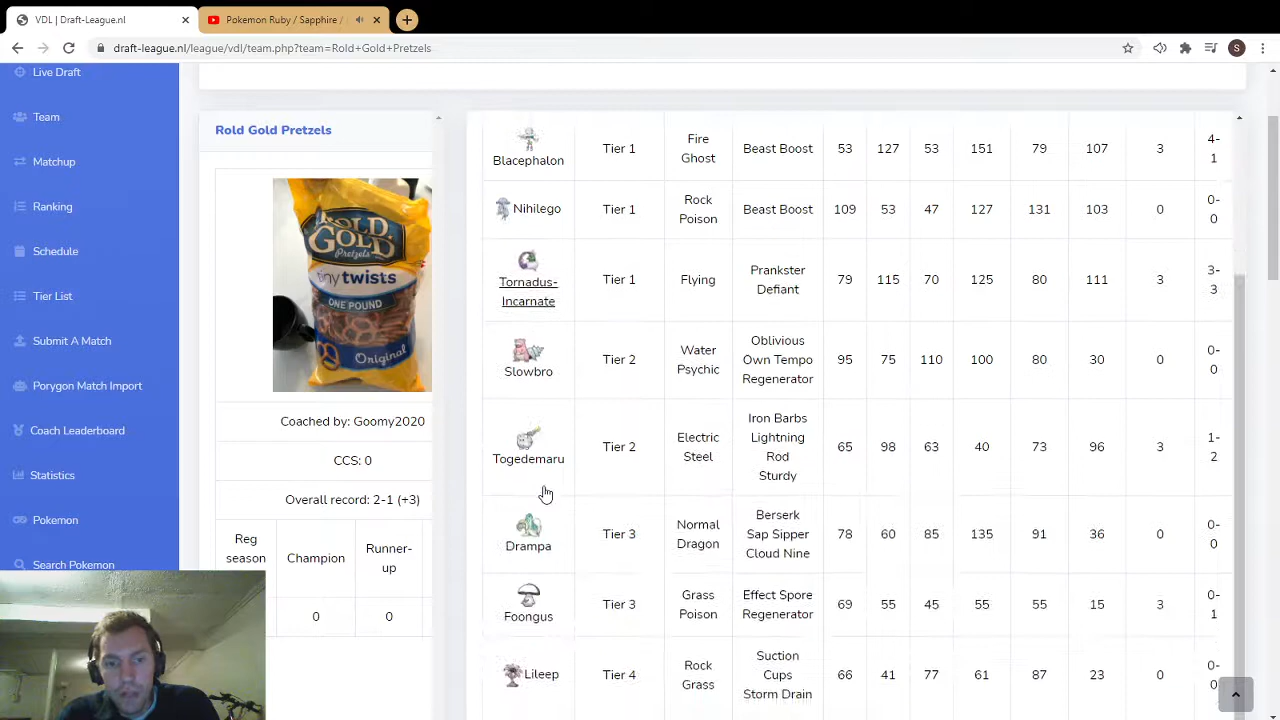 VDL | Draft-League.nl
Pokemon Ruby / Sapphire /
draft-league.nl/league/vdl/team.php?team=Rold+Gold+Pretzels
S
Live Draft
Team
Matchup
Ranking
Schedule
Tier List
Submit A Match
Porygon Match Import
Coach Leaderboard
Statistics
Pokemon
Search Pokemon
Rold Gold Pretzels
ROLD
GOLD
Pretzels
tiny twists
ONE POUND
Original
Coached by: Goomy2020
CCS: 0
Overall record: 2-1 (+3)
Reg season Champion Runner-up
0 0
Blacephalon Tier 1 Fire Ghost Beast Boost 53 127 53 151 79 107 3 4-1
Nihilego Tier 1 Rock Poison Beast Boost 109 53 47 127 131 103 0 0-0
Tornadus-Incarnate Tier 1 Flying Prankster Defiant 79 115 70 125 80 111 3 3-3
Slowbro Tier 2 Water Psychic Oblivious Own Tempo Regenerator 95 75 110 100 80 30 0 0-0
Togedemaru Tier 2 Electric Steel Iron Barbs Lightning Rod Sturdy 65 98 63 40 73 96 3 1-2
Drampa Tier 3 Normal Dragon Berserk Sap Sipper Cloud Nine 78 60 85 135 91 36 0 0-0
Foongus Tier 3 Grass Poison Effect Spore Regenerator 69 55 45 55 55 15 3 0-1
Lileep Tier 4 Rock Grass Suction Cups Storm Drain 66 41 77 61 87 23 0 0-0